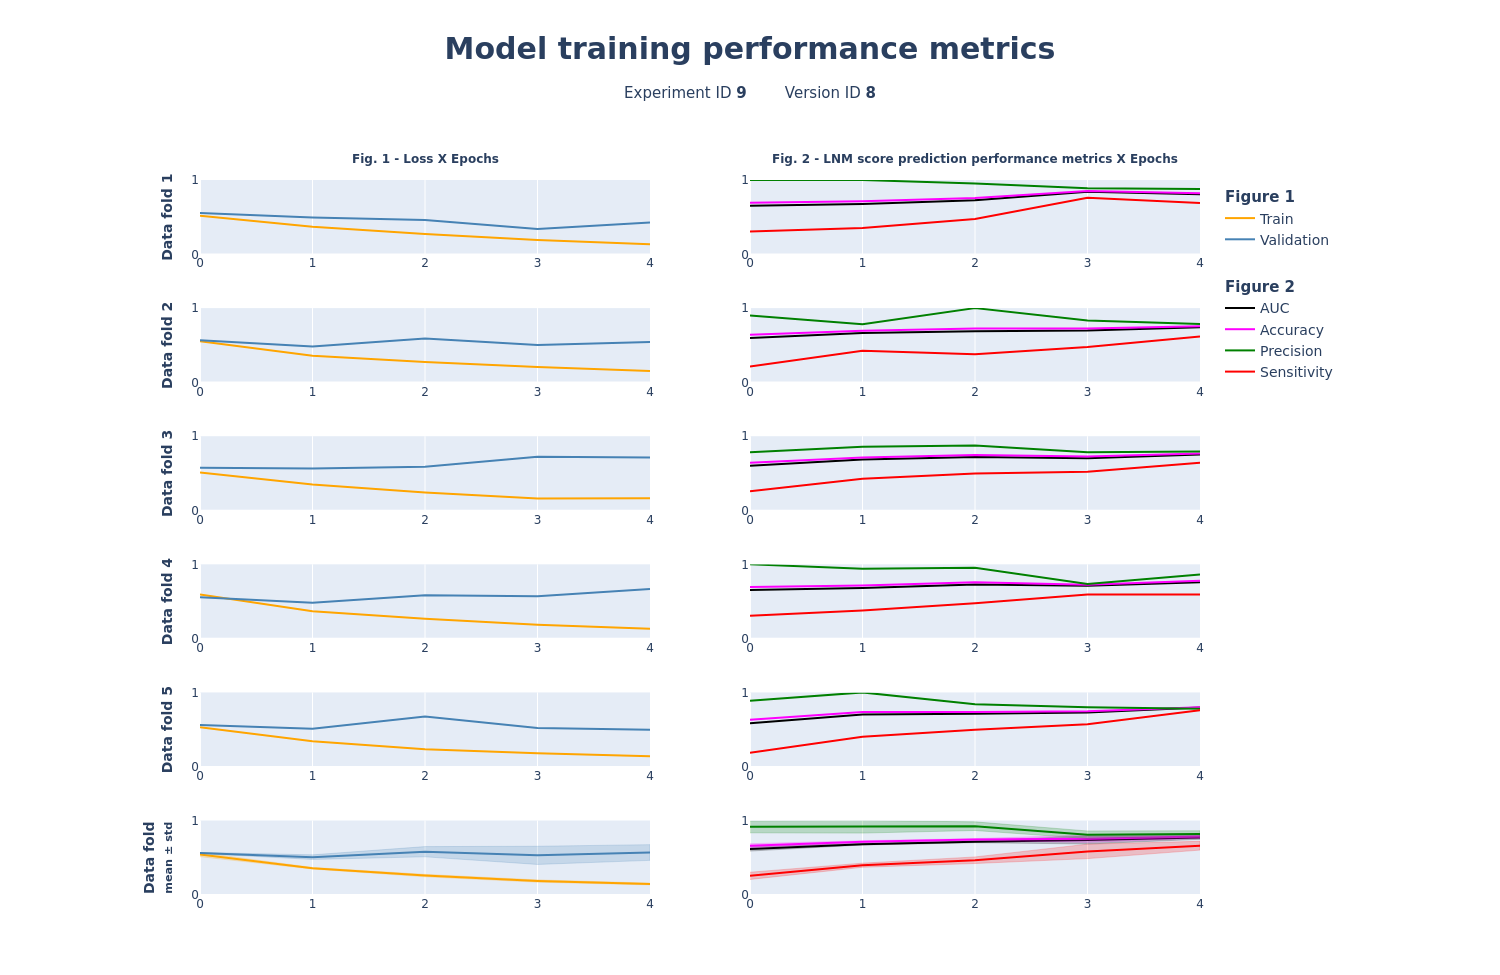 Model training performance metrics
Experiment ID 9 Version ID 8
Fig. 1 - Loss X Epochs
Fig. 2 - LNM score prediction performance metrics X Epochs
Data fold 1
1
0
0 1 2 3 4
1
0
0 1 2 3 4
Figure 1
Train
Validation
Figure 2
AUC
Accuracy
Precision
Sensitivity
Data fold 2
1
0
0 1 2 3 4
1
0
0 1 2 3 4
Data fold 3
1
0
0 1 2 3 4
1
0
0 1 2 3 4
Data fold 4
1
0
0 1 2 3 4
1
0
0 1 2 3 4
Data fold 5
1
0
0 1 2 3 4
1
0
0 1 2 3 4
Data fold
mean ± std
1
0
0 1 2 3 4
1
0
0 1 2 3 4